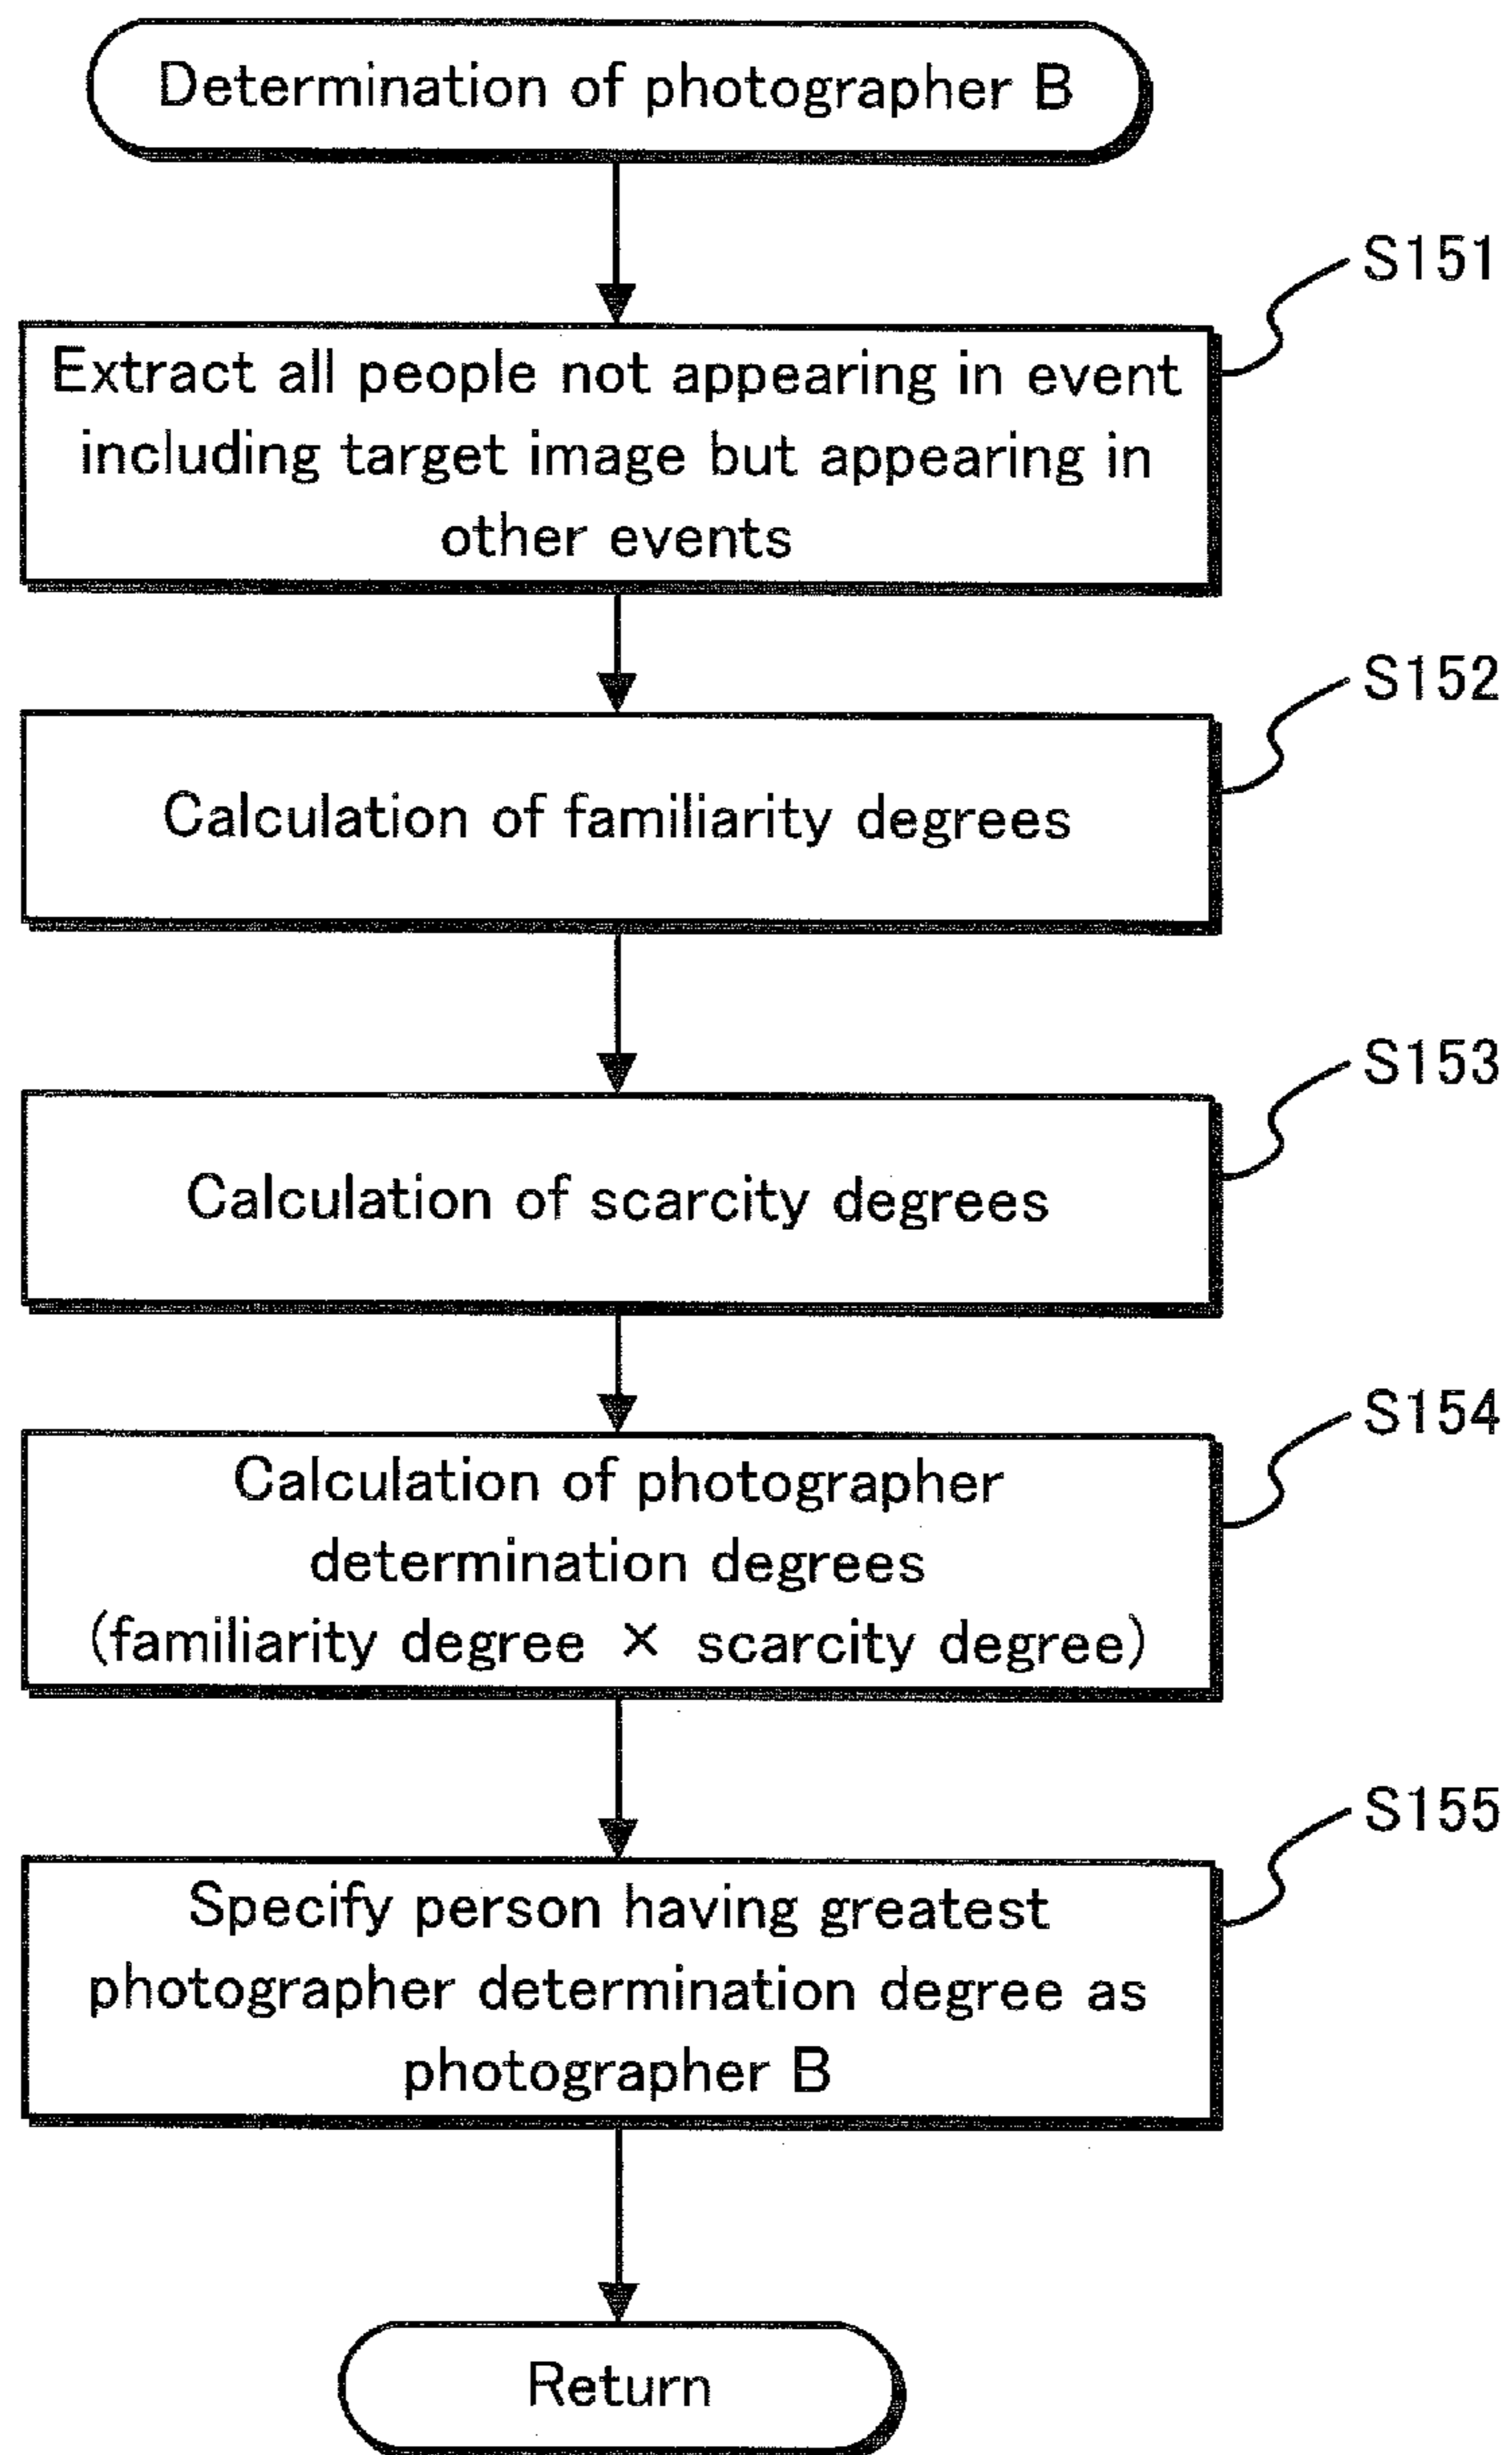 Determination of photographer B
S151
Extract all people not appearing in event
including target image but appearing in
other events
S152
Calculation of familiarity degrees
S153
Calculation of scarcity degrees
S154
Calculation of photographer
determination degrees
(familiarity degree × scarcity degree)
S155
Specify person having greatest
photographer determination degree as
photographer B
Return